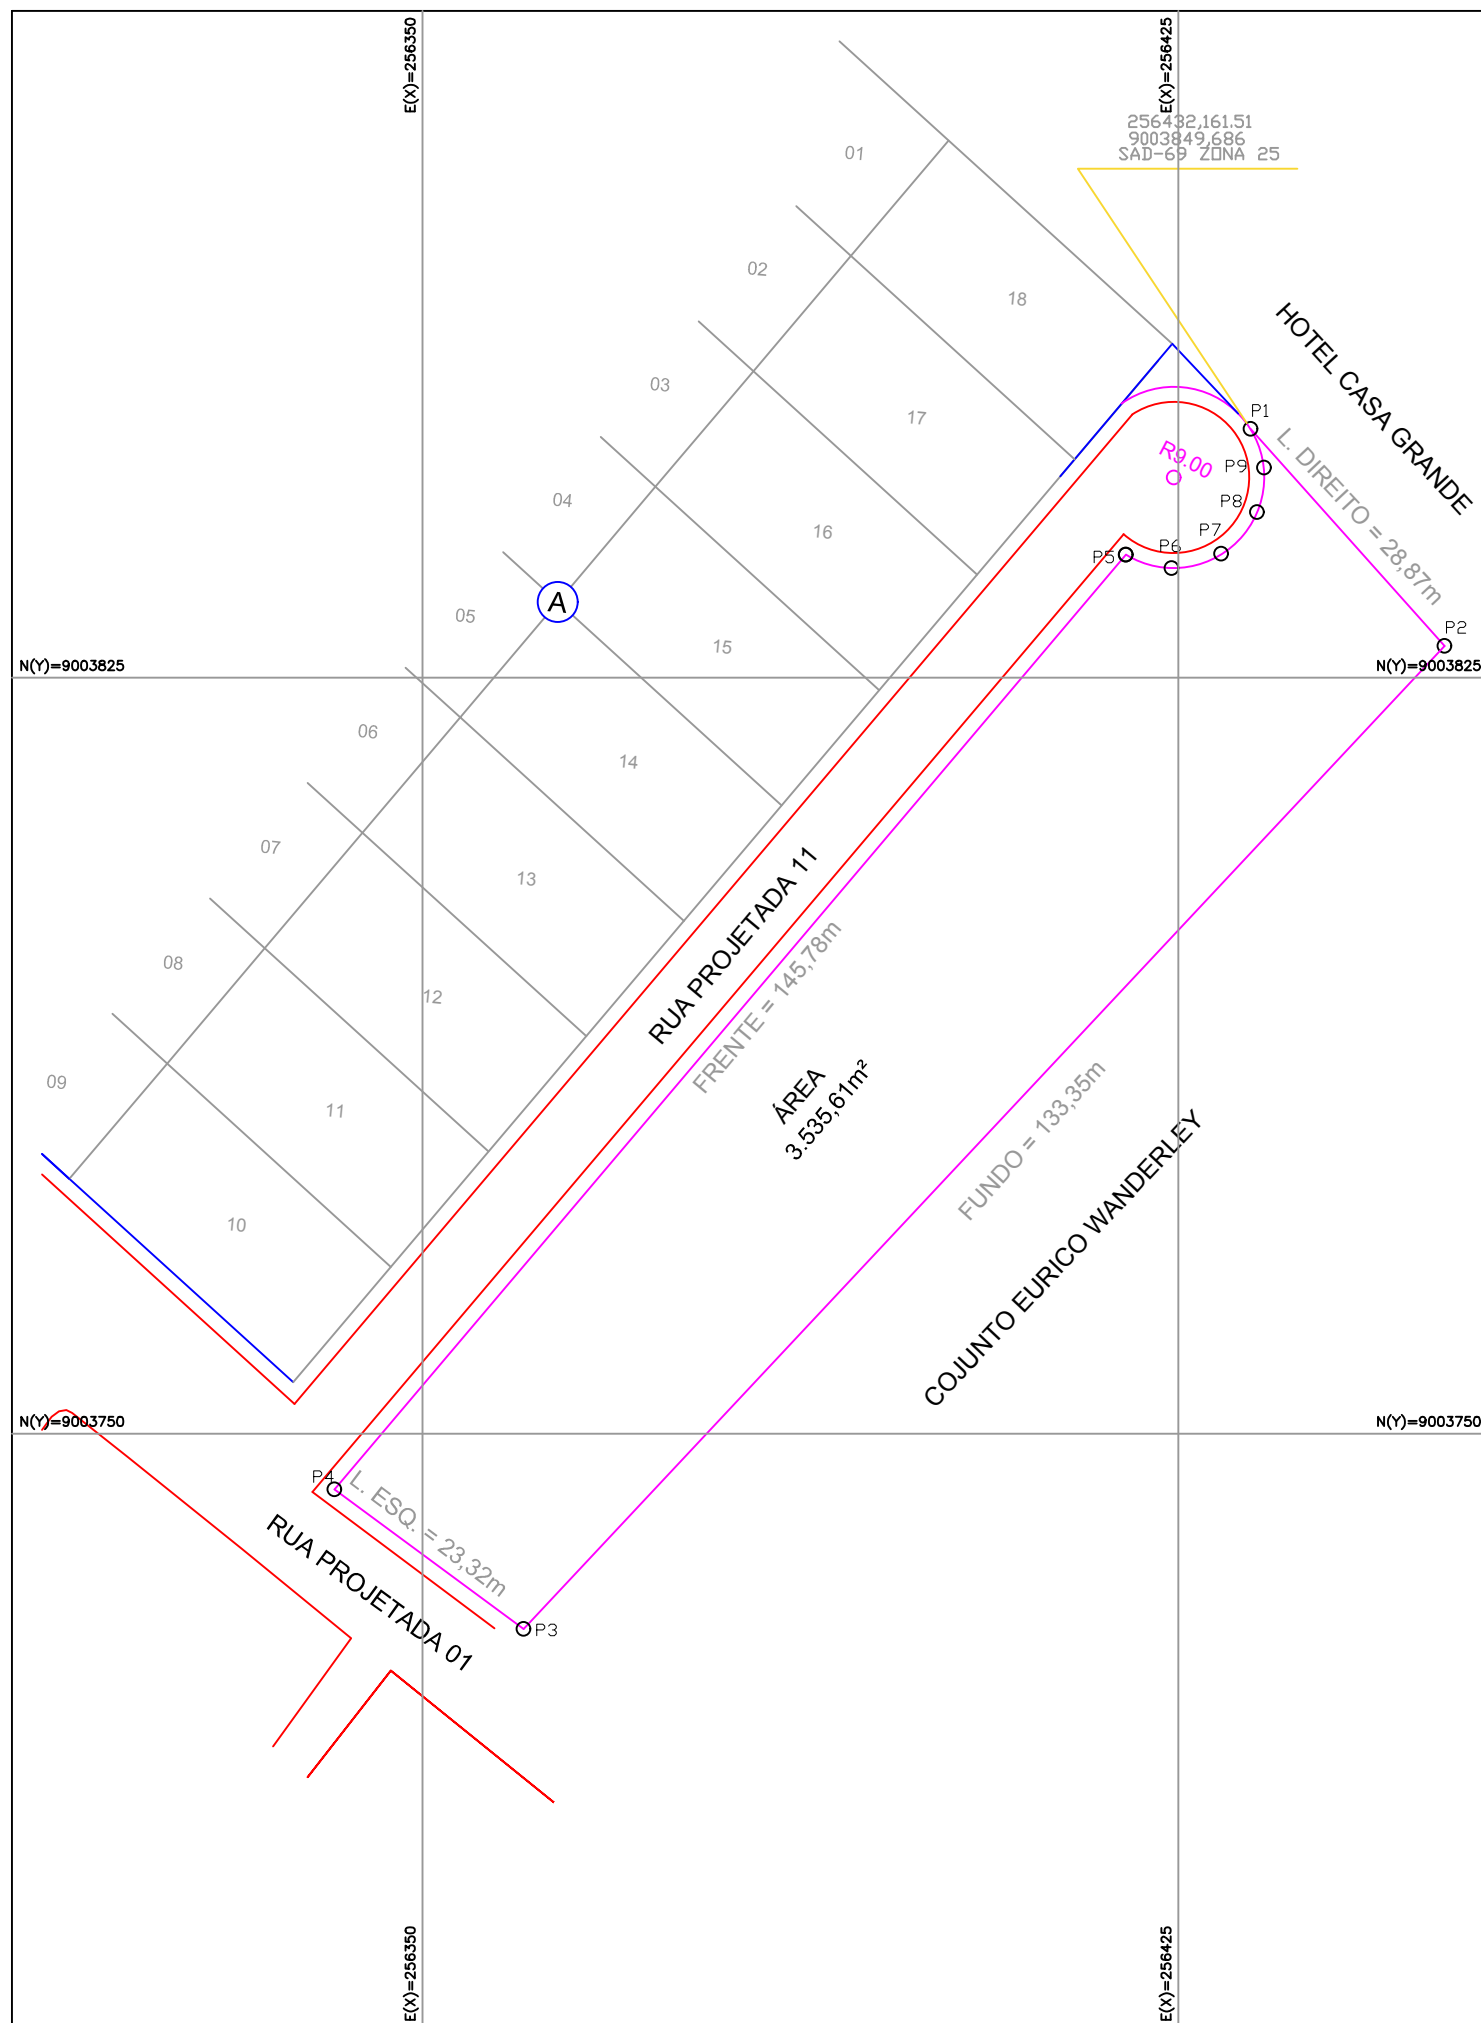 E(X)=256350
E(X)=256425
256432,161.51
9003849,686
SAD-69 ZONA 25
01
02
18
HOTEL CASA GRANDE
03
17
P1
L. DIREITO = 28,87m
R9.00
P9
04
P8
16
P7
P6
P5
A
05
15
P2
N(Y)=9003825
N(Y)=9003825
06
14
07
13
RUA PROJETADA 11
FRENTE = 145,78m
08
12
ÁREA
3.535,61m²
09
11
FUNDO = 133,35m
COJUNTO EURICO WANDERLEY
10
N(Y)=9003750
N(Y)=9003750
P4
L. ESQ. = 23,32m
RUA PROJETADA 01
P3
E(X)=256350
E(X)=256425